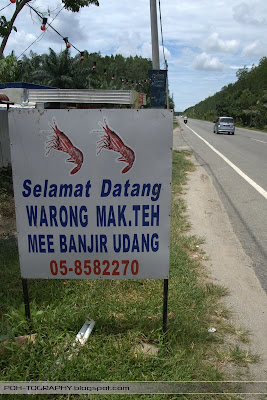 Selamat Datang
WARONG MAK.TEH
MEE BANJIR UDANG
05-8582270
POH-TOGRAPHY.blogspot.com